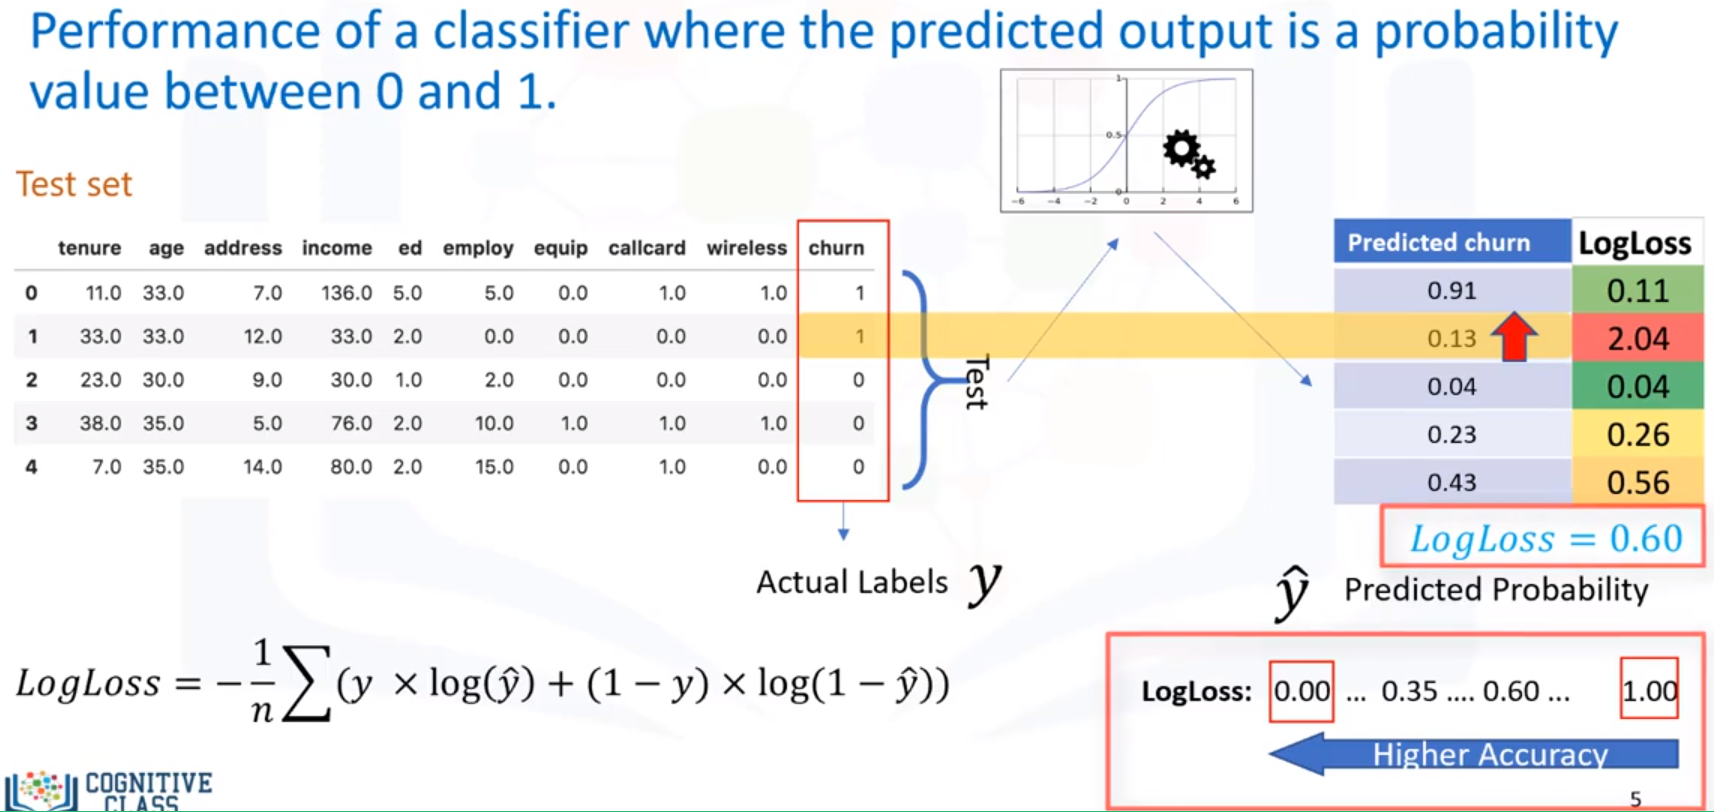 Performance of a classifier where the predicted output is a probability
value between 0 and 1.
1
0.5
0
−6 −4 −2 0 2 4 6
Test set
tenure age address income ed employ equip callcard wireless churn
0 11.0 33.0 7.0 136.0 5.0 5.0 0.0 1.0 1.0 1
1 33.0 33.0 12.0 33.0 2.0 0.0 0.0 0.0 0.0 1
2 23.0 30.0 9.0 30.0 1.0 2.0 0.0 0.0 0.0 0
3 38.0 35.0 5.0 76.0 2.0 10.0 1.0 1.0 1.0 0
4 7.0 35.0 14.0 80.0 2.0 15.0 0.0 1.0 0.0 0
Test
Predicted churn LogLoss
0.91 0.11
0.13 2.04
0.04 0.04
0.23 0.26
0.43 0.56
LogLoss = 0.60
Actual Labels y
ŷ Predicted Probability
LogLoss = −1/n ∑(y × log(ŷ) + (1 − y) × log(1 − ŷ))
LogLoss: 0.00 ... 0.35 .... 0.60 ... 1.00
Higher Accuracy
COGNITIVE
CLASS
5